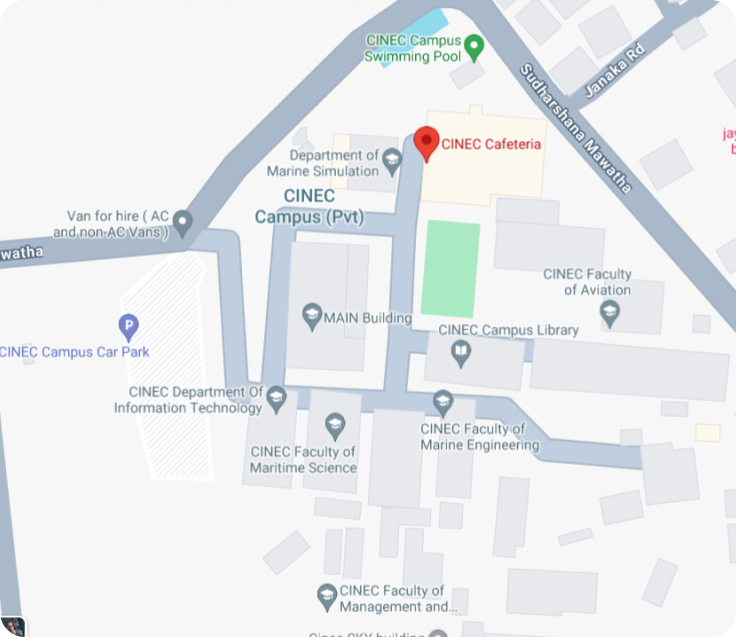 CINEC Campus
Swimming Pool
Janaka Rd
Sudharshana Mawatha
CINEC Cafeteria
Department of
Marine Simulation
CINEC
Campus (Pvt)
Van for hire ( AC
and non-AC Vans )
watha
CINEC Faculty
of Aviation
MAIN Building
CINEC Campus Library
P
CINEC Campus Car Park
CINEC Department Of
Information Technology
CINEC Faculty of
Marine Engineering
CINEC Faculty of
Maritime Science
CINEC Faculty of
Management and...